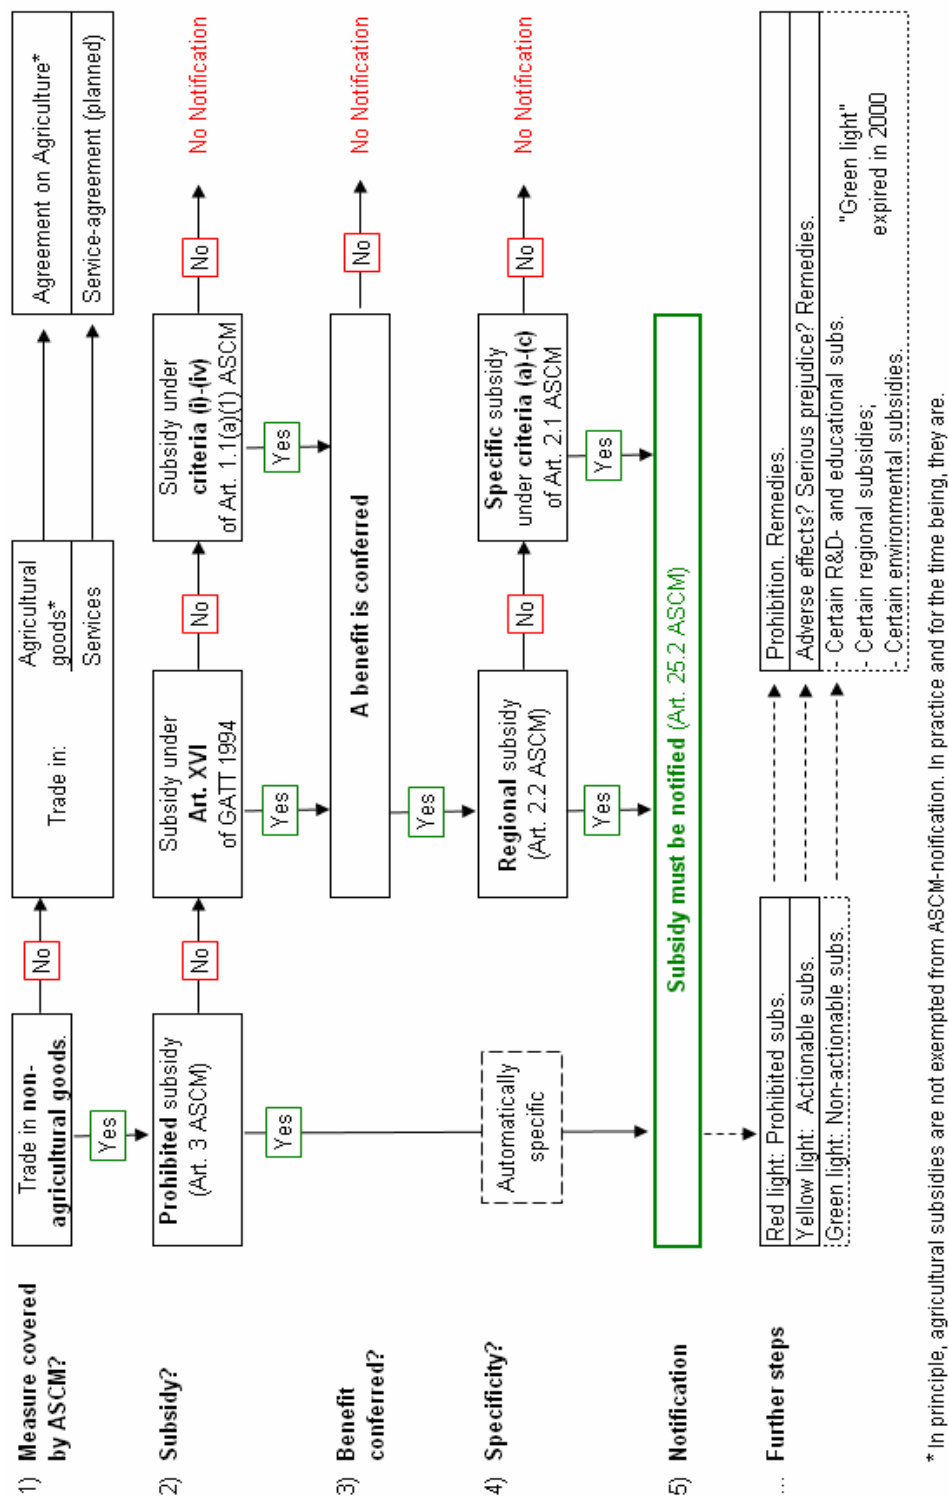 1) Measure covered
by ASCM?
Trade in non-
agricultural goods.
No
Trade in:
Agricultural
goods*
Services
Agreement on Agriculture*
Service-agreement (planned)
Yes
2) Subsidy?
Prohibited subsidy
(Art. 3 ASCM)
No
Subsidy under
Art. XVI
of GATT 1994
No
Subsidy under
criteria (i)-(iv)
of Art. 1.1(a)(1) ASCM
No
No Notification
Yes
Yes
Yes
3) Benefit
conferred?
A benefit is conferred
No
No Notification
Yes
4) Specificity?
Automatically
specific
Regional subsidy
(Art. 2.2 ASCM)
No
Specific subsidy
under criteria (a)-(c)
of Art. 2.1 ASCM
No
No Notification
Yes
Yes
5) Notification
Subsidy must be notified (Art. 25.2 ASCM)
... Further steps
Red light: Prohibited subs.
Yellow light: Actionable subs.
Green light: Non-actionable subs.
Prohibition. Remedies.
Adverse effects? Serious prejudice? Remedies.
- Certain R&D- and educational subs.
- Certain regional subsidies;
- Certain environmental subsidies.
"Green light"
expired in 2000
* In principle, agricultural subsidies are not exempted from ASCM-noification. In practice and for the time being, they are.